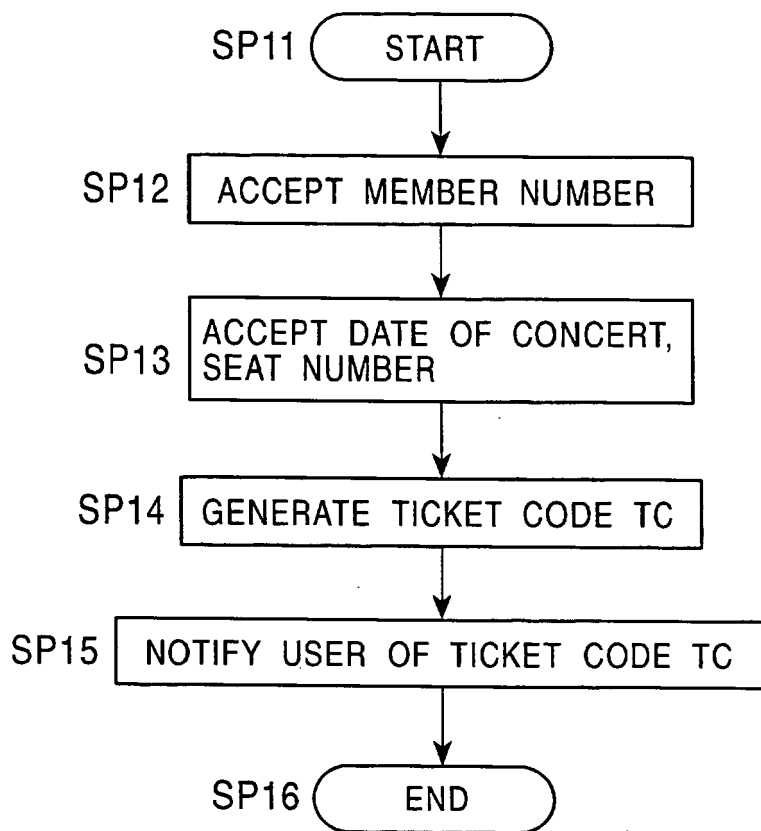 SP11 START
SP12 ACCEPT MEMBER NUMBER
SP13 ACCEPT DATE OF CONCERT,
SEAT NUMBER
SP14 GENERATE TICKET CODE TC
SP15 NOTIFY USER OF TICKET CODE TC
SP16 END